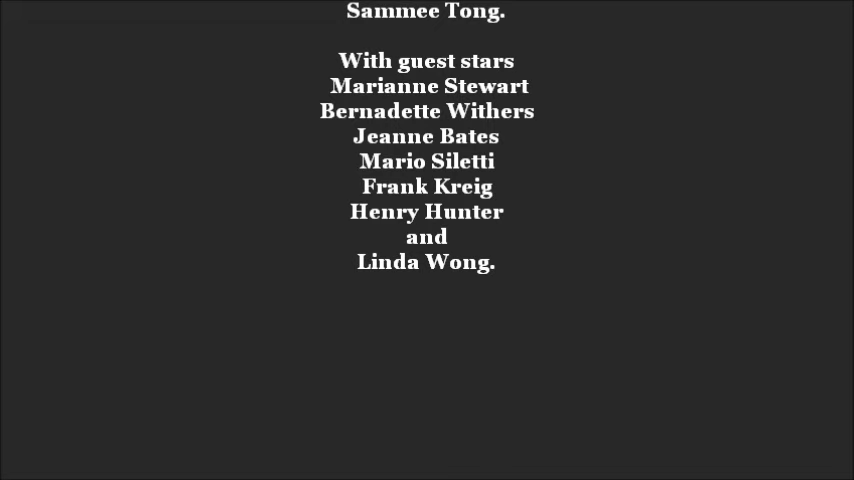 Sammee Tong.
With guest stars
Marianne Stewart
Bernadette Withers
Jeanne Bates
Mario Siletti
Frank Kreig
Henry Hunter
and
Linda Wong.